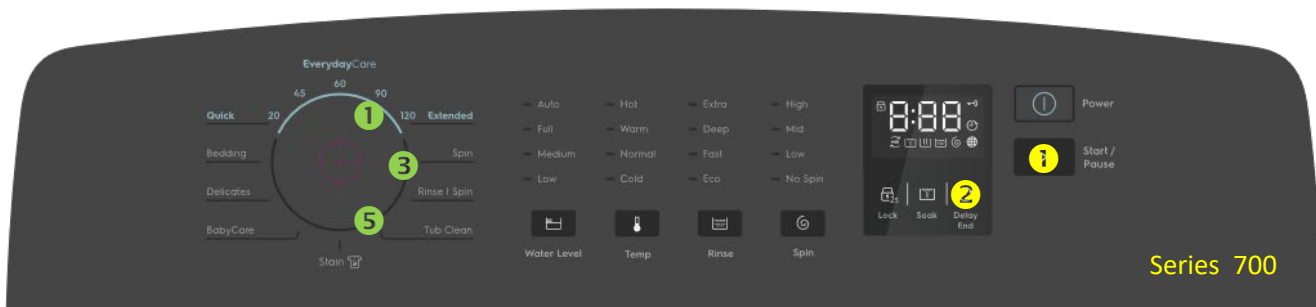 EverydayCare
60
45
90
Quick 20
120 Extended
1
Bedding
Spin
3
Delicates
Rinse | Spin
5
BabyCare
Tub Clean
Stain
Auto
Full
Medium
Low
Water Level
Hot
Warm
Normal
Cold
Temp
Extra
Deep
Fast
Eco
Rinse
High
Mid
Low
No Spin
Spin
8:88
2s
Lock
Soak
2
Delay
End
Power
1
Start /
Pause
Series 700